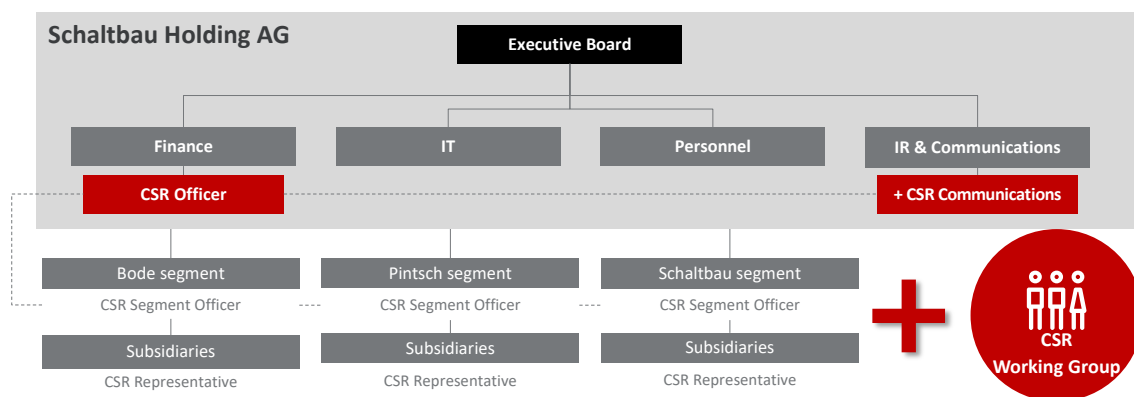 Schaltbau Holding AG
Executive Board
Finance
IT
Personnel
IR & Communications
CSR Officer
+ CSR Communications
Bode segment
Pintsch segment
Schaltbau segment
CSR Segment Officer
CSR Segment Officer
CSR Segment Officer
Subsidiaries
Subsidiaries
Subsidiaries
CSR Representative
CSR Representative
CSR Representative
CSR
Working Group